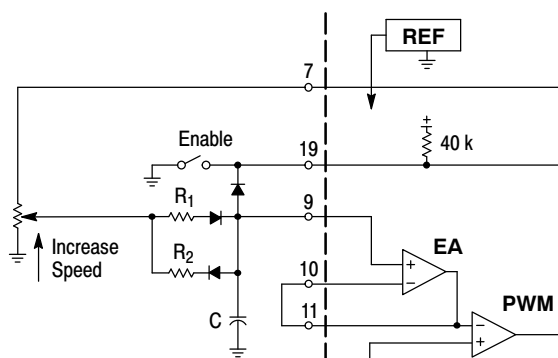 REF
7
+
40 k
Enable
19
R1
9
Increase
Speed
R2
EA
+
−
10
11
C
PWM
−
+